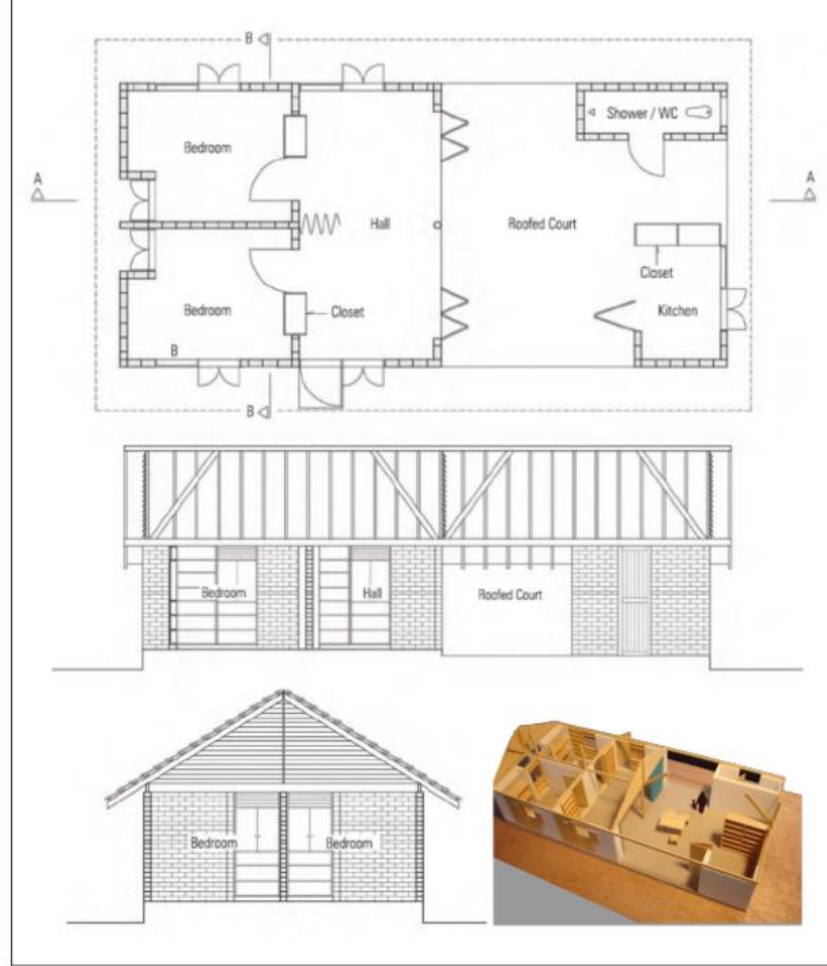 B
Bedroom
Shower / WC
A
A
Hall
Roofed Court
Closet
Bedroom
Closet
Kitchen
B
B
Bedroom
Hall
Roofed Court
Bedroom
Bedroom